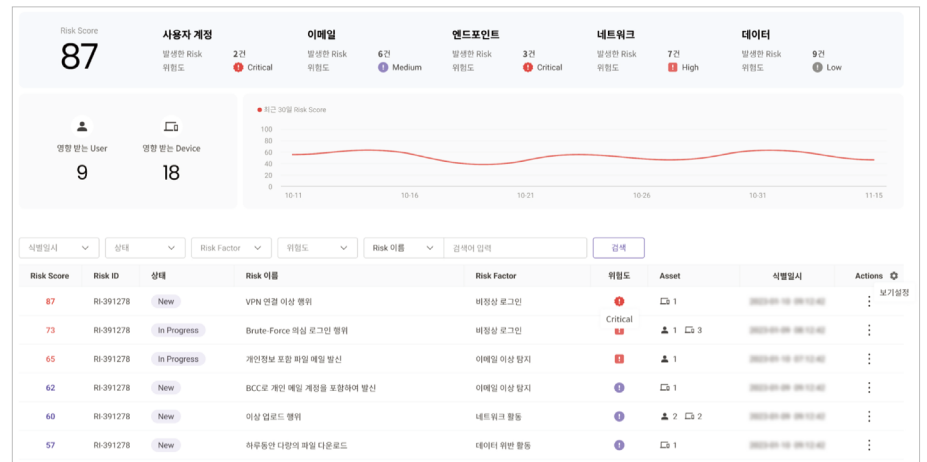 Risk Score
87
사용자 계정
발생한 Risk 2건
위험도 Critical
이메일
발생한 Risk 6건
위험도 Medium
엔드포인트
발생한 Risk 3건
위험도 Critical
네트워크
발생한 Risk 7건
위험도 High
데이터
발생한 Risk 9건
위험도 Low
영향 받는 User
9
영향 받는 Device
18
최근 30일 Risk Score
100
80
60
40
20
0
10-11 10-16 10-21 10-26 10-31 11-15
식별일시 상태 Risk Factor 위험도 Risk 이름 검색어 입력 검색
Risk Score Risk ID 상태 Risk 이름 Risk Factor 위험도 Asset 식별일시 Actions
보기설정
87 RI-391278 New VPN 연결 이상 행위 비정상 로그인 1
Critical
73 RI-391278 In Progress Brute-Force 의심 로그인 행위 비정상 로그인 1 3
65 RI-391278 In Progress 개인정보 포함 파일 메일 발신 이메일 이상 탐지 1
62 RI-391278 New BCC로 개인 메일 계정을 포함하여 발신 이메일 이상 탐지 1
60 RI-391278 New 이상 업로드 행위 네트워크 활동 2 2
57 RI-391278 New 하루동안 다량의 파일 다운로드 데이터 위반 활동 1